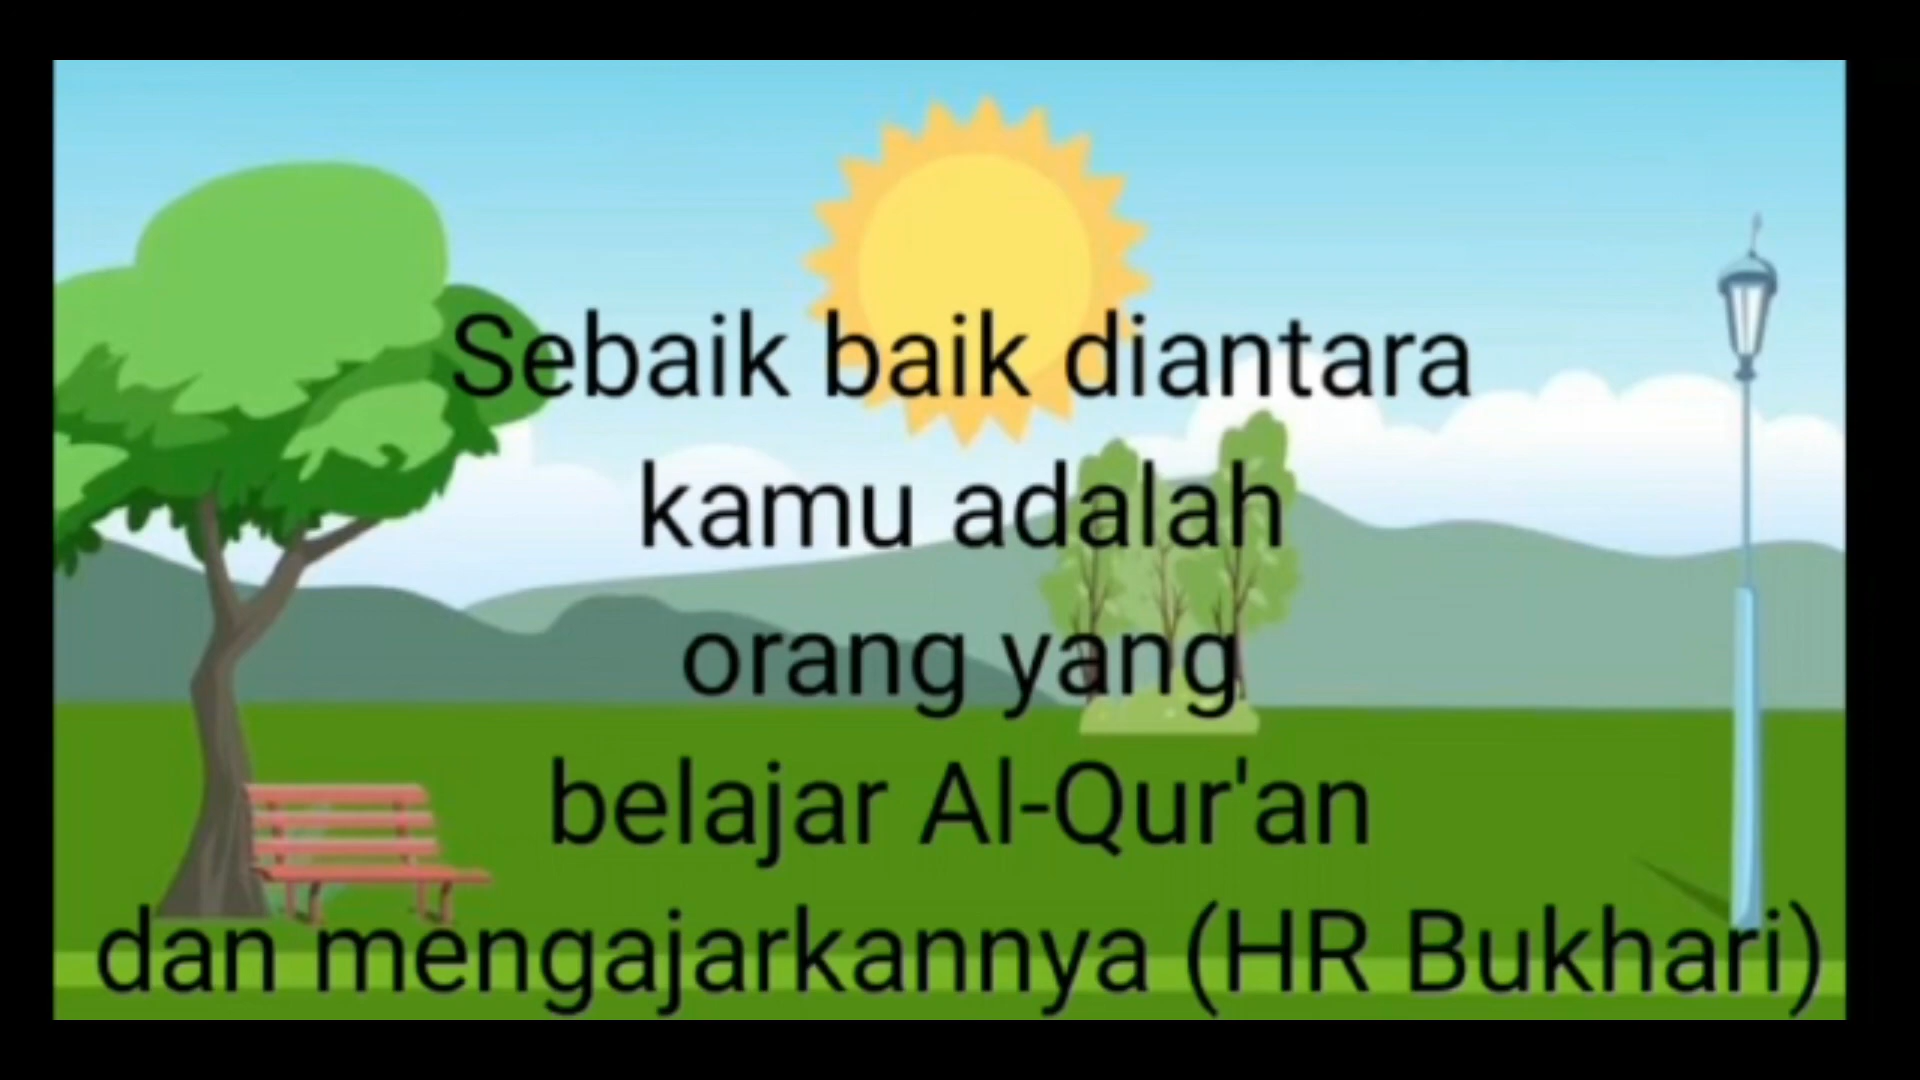 Sebaik baik diantara
kamu adalah
orang yang
belajar Al-Qur'an
dan mengajarkannya (HR Bukhari)